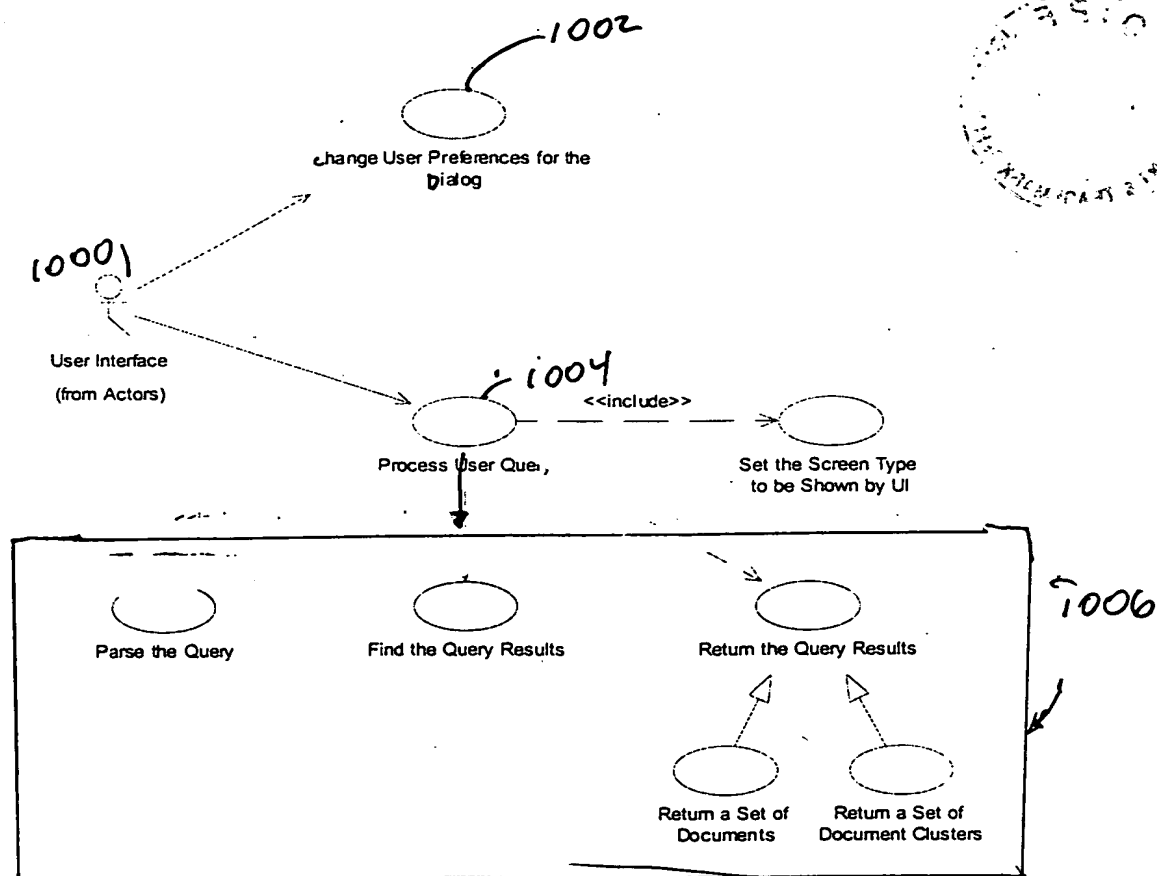 1002
change User Preferences for the
Dialog
1000
User Interface
(from Actors)
1004
<<include>>
Process User
Set the Screen Type
to be Shown by UI
1006
Parse the Query
Find the Query Results
Return the Query Results
Return a Set of
Documents
Return a Set of
Document Clusters